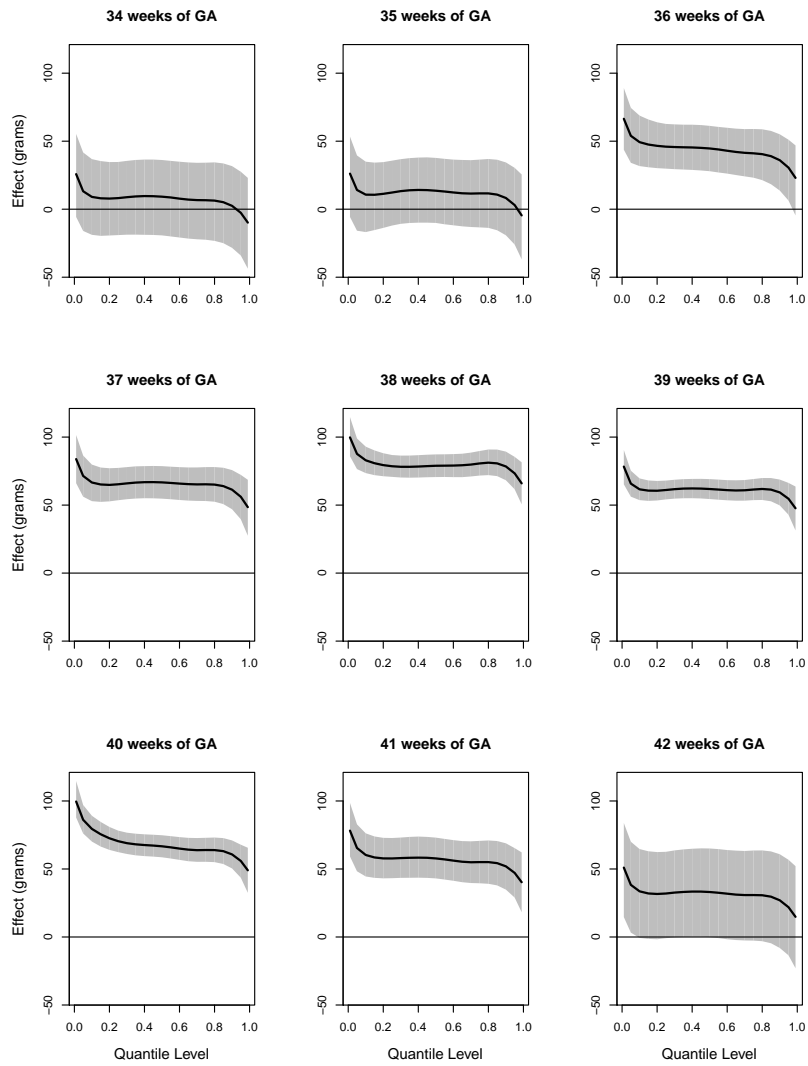 34 weeks of GA
Effect (grams)
−50 0 50 100
0.0 0.2 0.4 0.6 0.8 1.0
35 weeks of GA
−50 0 50 100
0.0 0.2 0.4 0.6 0.8 1.0
36 weeks of GA
−50 0 50 100
0.0 0.2 0.4 0.6 0.8 1.0
37 weeks of GA
Effect (grams)
−50 0 50 100
0.0 0.2 0.4 0.6 0.8 1.0
38 weeks of GA
−50 0 50 100
0.0 0.2 0.4 0.6 0.8 1.0
39 weeks of GA
−50 0 50 100
0.0 0.2 0.4 0.6 0.8 1.0
40 weeks of GA
Effect (grams)
−50 0 50 100
0.0 0.2 0.4 0.6 0.8 1.0
Quantile Level
41 weeks of GA
−50 0 50 100
0.0 0.2 0.4 0.6 0.8 1.0
Quantile Level
42 weeks of GA
−50 0 50 100
0.0 0.2 0.4 0.6 0.8 1.0
Quantile Level